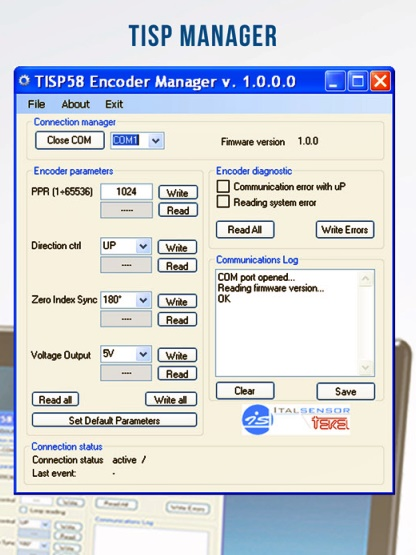 TISP MANAGER
TISP58 Encoder Manager v. 1.0.0.0
File About Exit
Connection manager
Close COM COM1 Fimware version 1.0.0
Encoder parameters
PPR (1÷65536) 1024 Write
----- Read
Direction ctrl UP Write
---- Read
Zero Index Sync 180° Write
---- Read
Voltage Output 5V Write
---- Read
Read all Write all
Set Default Parameters
Encoder diagnostic
Communication error with uP
Reading system error
Read All Write Errors
Communications Log
COM port opened...
Reading firmware version...
OK
Clear Save
is ITALSENSOR
TEKEL
Connection status
Connection status active /
Last event: -